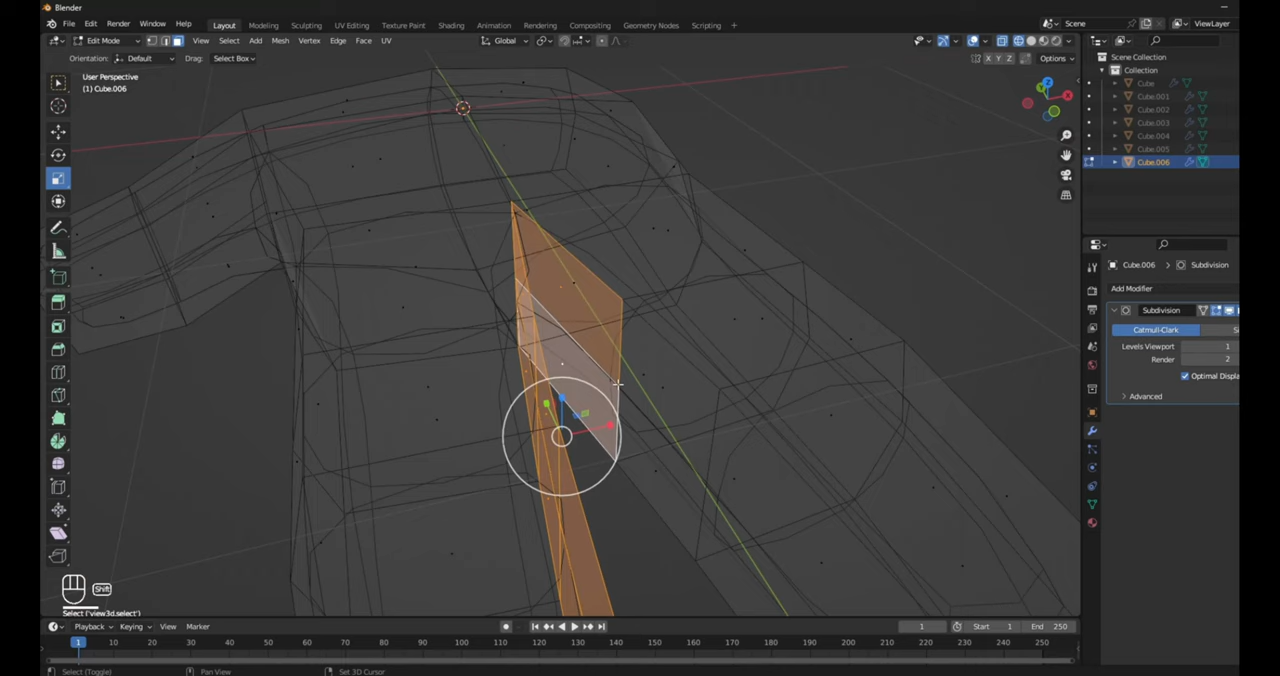 Blender
File Edit Render Window Help Layout Modeling Sculpting UV Editing Texture Paint Shading Animation Rendering Compositing Geometry Nodes Scripting + Scene ViewLayer
Edit Mode View Select Add Mesh Vertex Edge Face UV Global
Orientation: Default Drag: Select Box X Y Z Options
User Perspective
(1) Cube.006
Z
Y
X
Scene Collection
Collection
Cube
Cube.001
Cube.002
Cube.003
Cube.004
Cube.005
Cube.006
Cube.006 > Subdivision
Add Modifier
Subdivision
Catmull-Clark Si
Levels Viewport 1
Render 2
Optimal Displa
Advanced
Shift
Select ('view3d.select')
Playback Keying View Marker 1 Start 1 End 250
1 10 20 30 40 50 60 70 80 90 100 110 120 130 140 150 160 170 180 190 200 210 220 230 240 250
Select (Toggle) Pan View Set 3D Cursor